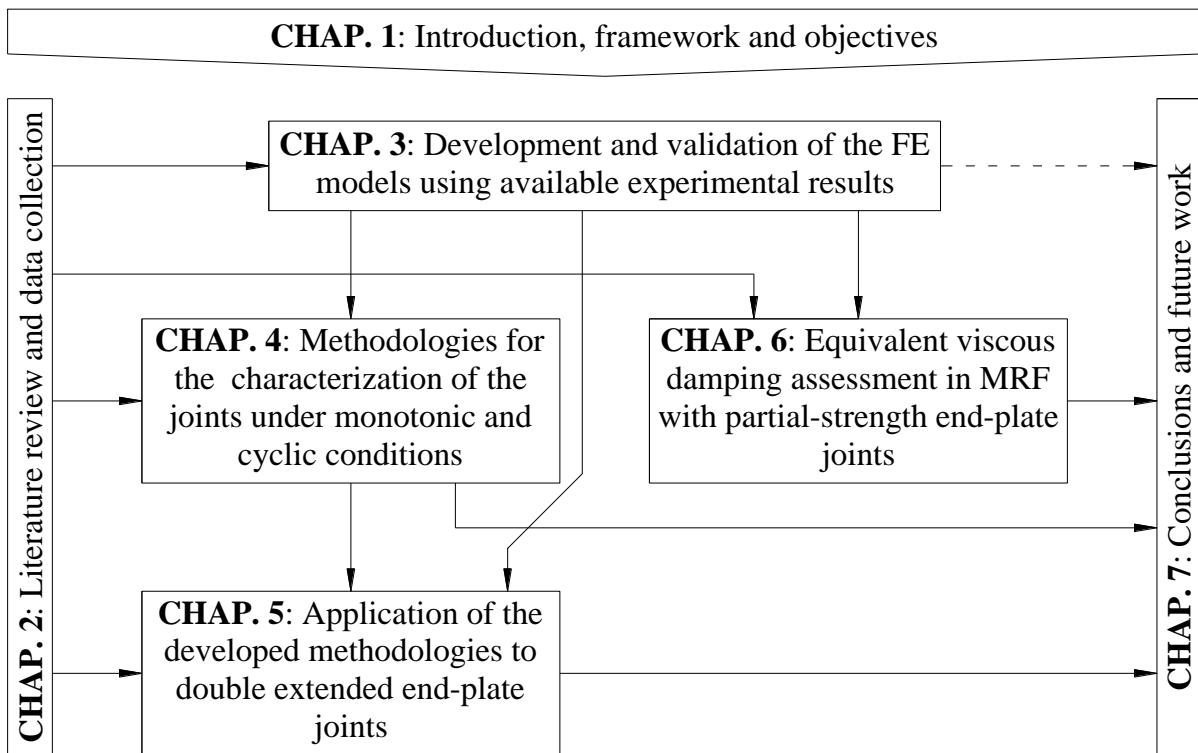 CHAP. 1: Introduction, framework and objectives
CHAP. 2: Literature review and data collection
CHAP. 3: Development and validation of the FE
models using available experimental results
CHAP. 4: Methodologies for
the characterization of the
joints under monotonic and
cyclic conditions
CHAP. 6: Equivalent viscous
damping assessment in MRF
with partial-strength end-plate
joints
CHAP. 5: Application of the
developed methodologies to
double extended end-plate
joints
CHAP. 7: Conclusions and future work